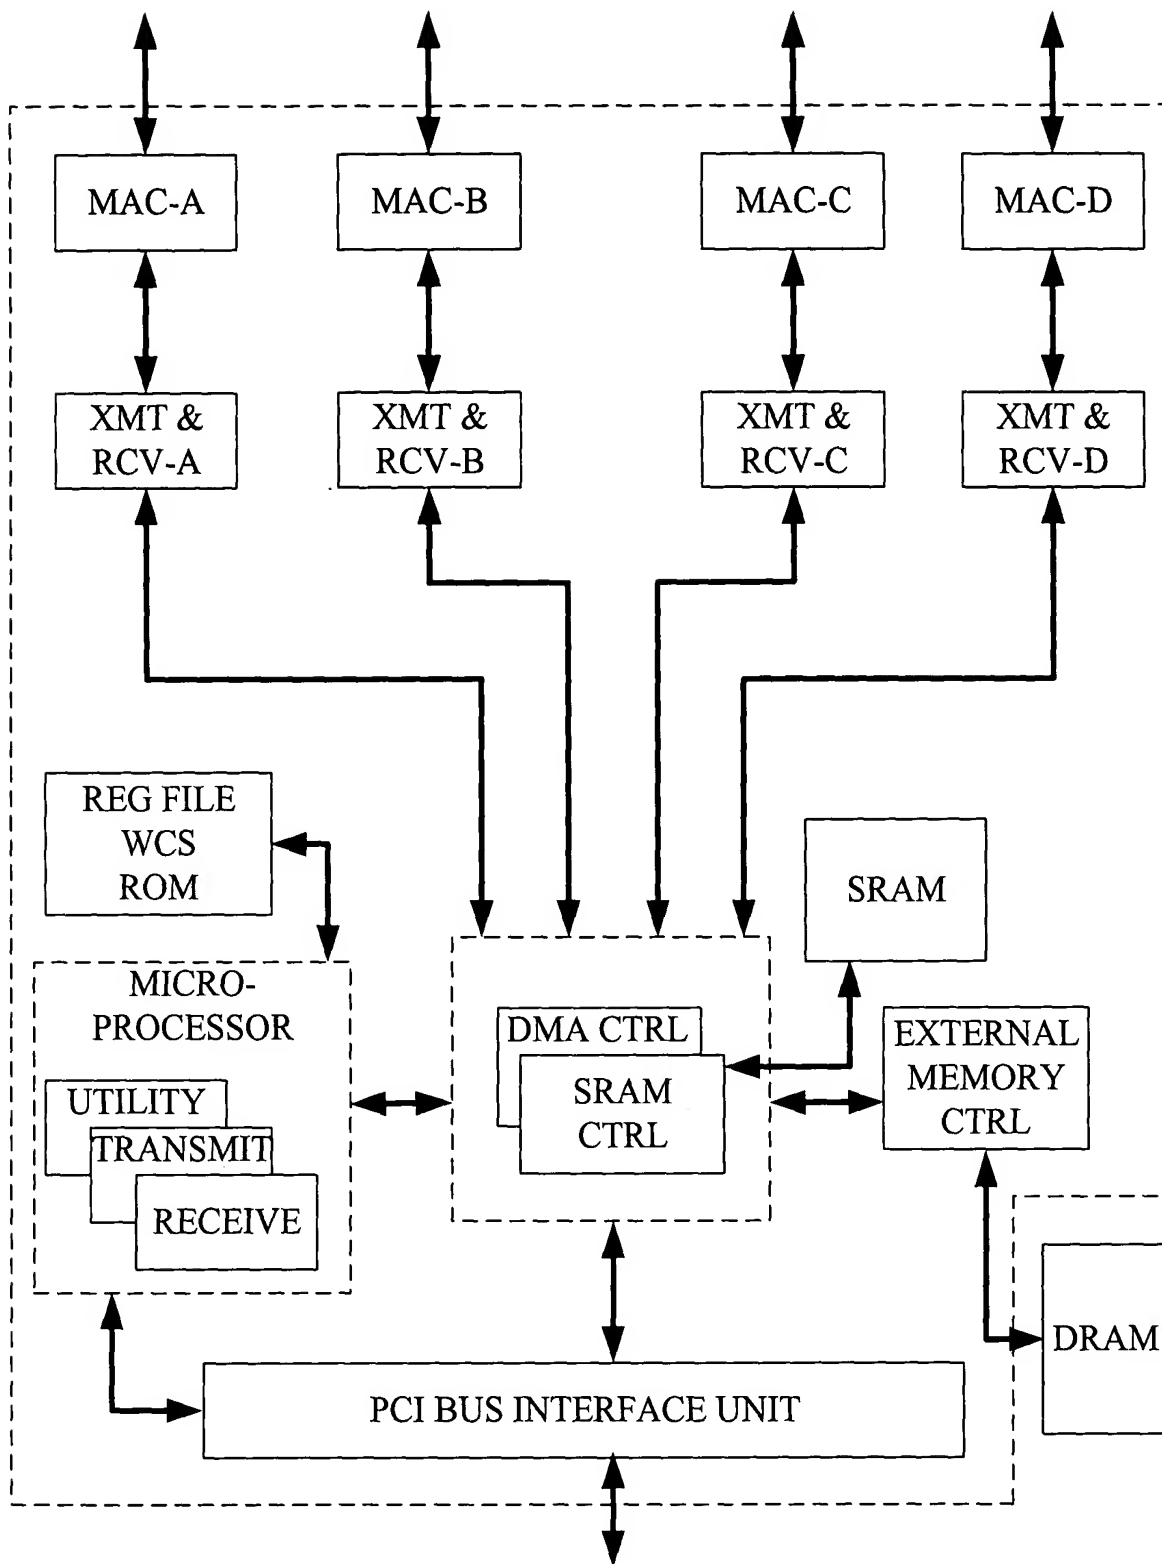 MAC-A
MAC-B
MAC-C
MAC-D
XMT &
RCV-A
XMT &
RCV-B
XMT &
RCV-C
XMT &
RCV-D
REG FILE
WCS
ROM
SRAM
MICRO-
PROCESSOR
UTILITY
TRANSMIT
RECEIVE
DMA CTRL
SRAM
CTRL
EXTERNAL
MEMORY
CTRL
DRAM
PCI BUS INTERFACE UNIT